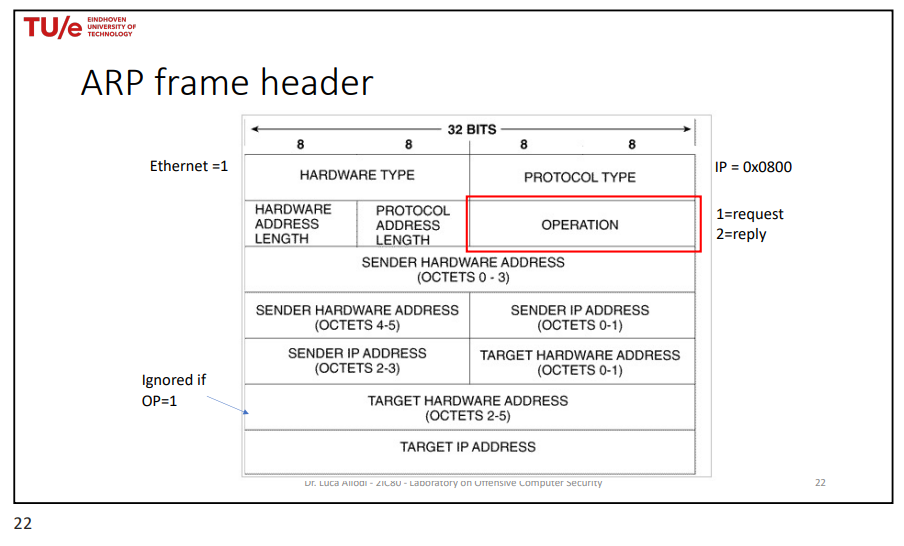 TU/e EINDHOVEN
UNIVERSITY OF
TECHNOLOGY
ARP frame header
32 BITS
8 8 8 8
Ethernet =1
HARDWARE TYPE
PROTOCOL TYPE
IP = 0x0800
HARDWARE
ADDRESS
LENGTH
PROTOCOL
ADDRESS
LENGTH
OPERATION
1=request
2=reply
SENDER HARDWARE ADDRESS
(OCTETS 0 - 3)
SENDER HARDWARE ADDRESS
(OCTETS 4-5)
SENDER IP ADDRESS
(OCTETS 0-1)
SENDER IP ADDRESS
(OCTETS 2-3)
TARGET HARDWARE ADDRESS
(OCTETS 0-1)
Ignored if
OP=1
TARGET HARDWARE ADDRESS
(OCTETS 2-5)
TARGET IP ADDRESS
Dr. Luca Allodi - 2IC80 - Laboratory on Offensive Computer Security
22
22